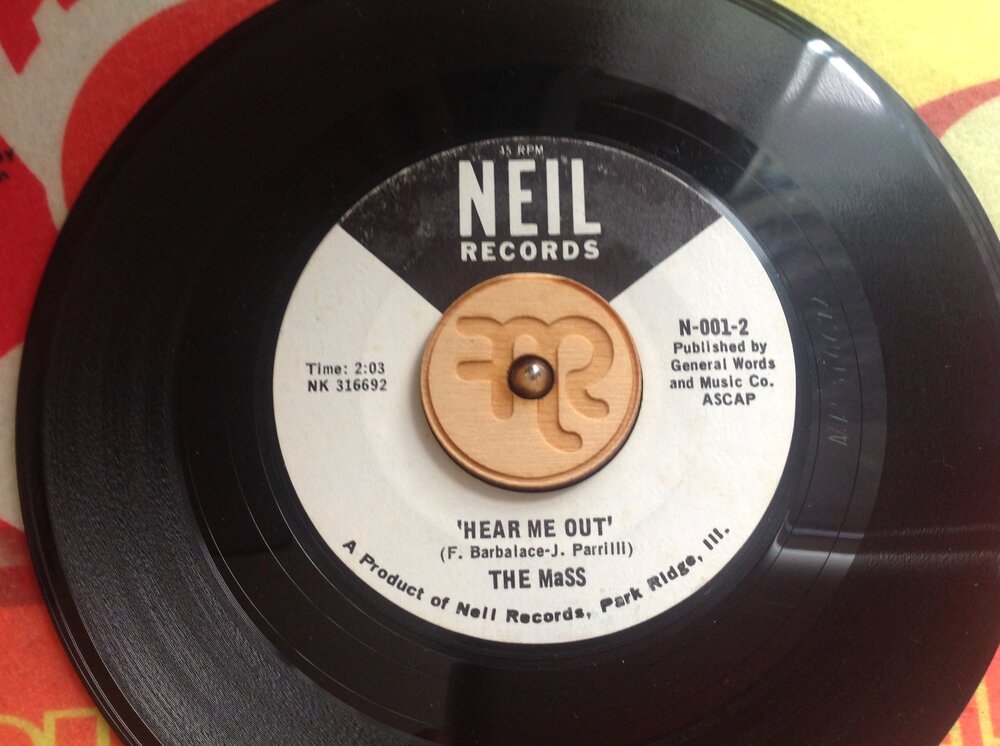 45 RPM
NEIL
RECORDS
Time: 2:03
NK 316692
N-001-2
Published by
General Words
and Music Co.
ASCAP
'HEAR ME OUT'
(F. Barbalace-J. Parrilli)
THE MaSS
A Product of Neil Records, Park Ridge, Ill.